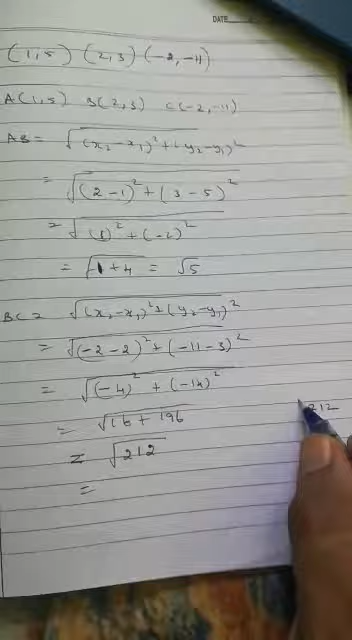 DATE
(1,5) (2,3) (-2,-11)
A(1,5) B(2,3) C(-2,-11)
AB = √(x₂-x₁)²+(y₂-y₁)²
= √(2-1)²+(3-5)²
= √(1)²+(-2)²
= √1+4 = √5
BC = √(x₂-x₁)²+(y₂-y₁)²
= √(-2-2)²+(-11-3)²
= √(-4)²+(-14)²
= √16+196
212
= √212
=